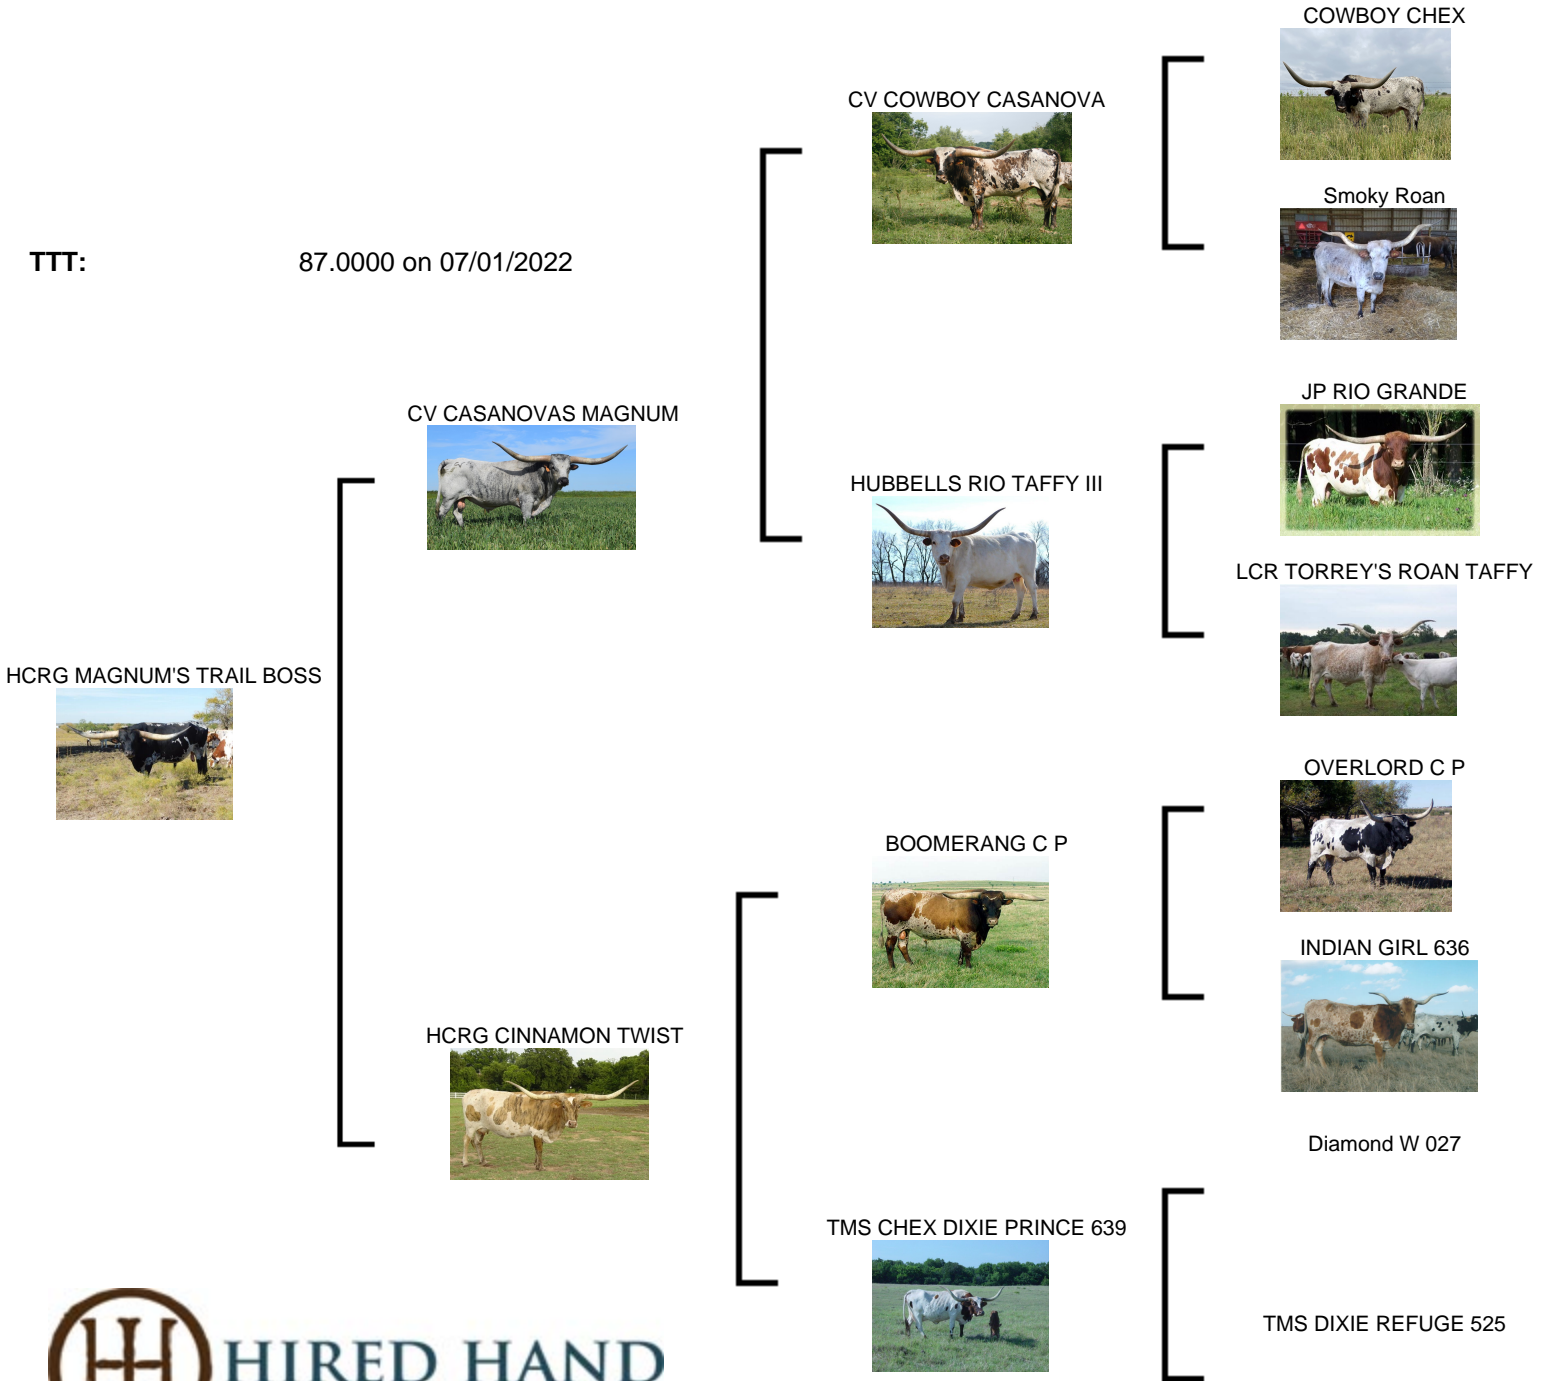 COWBOY CHEX
CV COWBOY CASANOVA
Smoky Roan
TTT: 87.0000 on 07/01/2022
JP RIO GRANDE
CV CASANOVAS MAGNUM
HUBBELLS RIO TAFFY III
LCR TORREY'S ROAN TAFFY
HCRG MAGNUM'S TRAIL BOSS
OVERLORD C P
BOOMERANG C P
INDIAN GIRL 636
HCRG CINNAMON TWIST
Diamond W 027
TMS CHEX DIXIE PRINCE 639
TMS DIXIE REFUGE 525
HIRED HAND